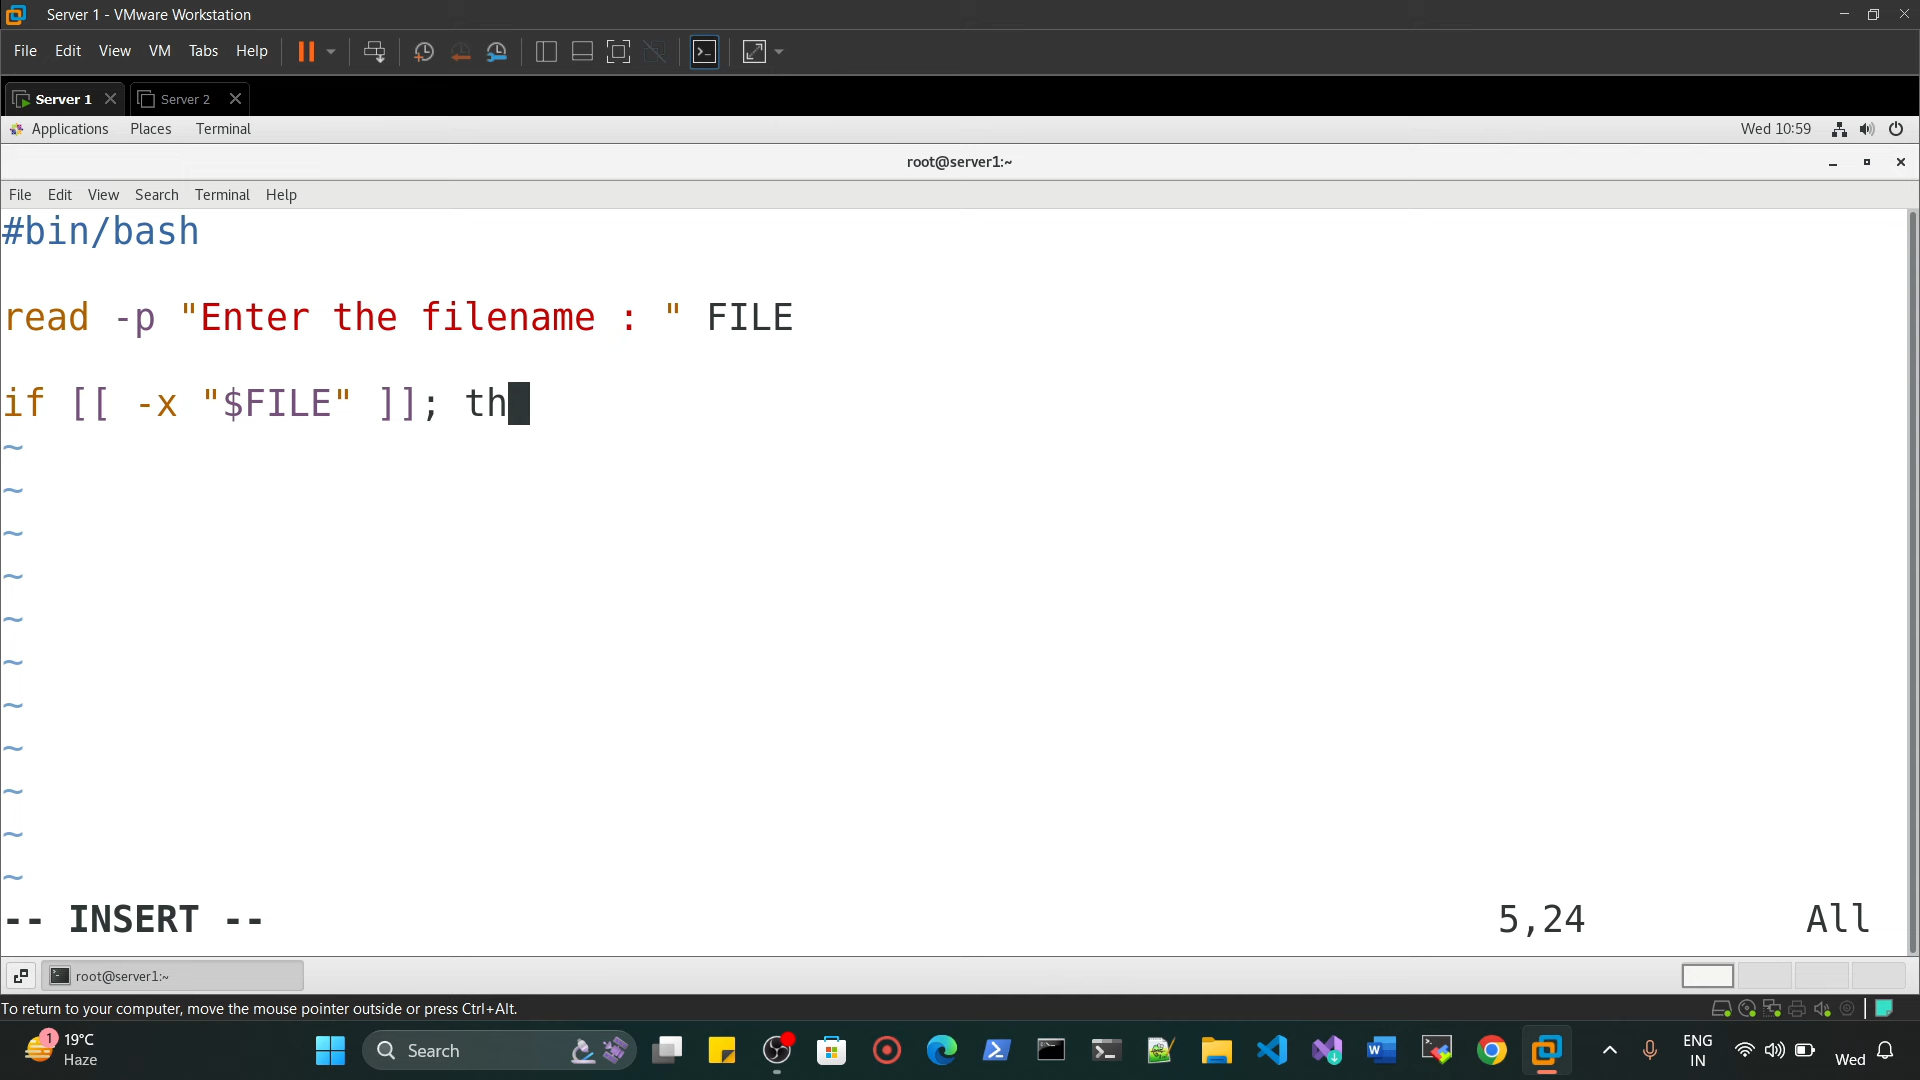 Server 1 - VMware Workstation
File Edit View VM Tabs Help
Server 1 Server 2
Applications Places Terminal Wed 10:59
root@server1:~
File Edit View Search Terminal Help
#bin/bash
read -p "Enter the filename : " FILE
if [[ -x "$FILE" ]]; th
~
~
~
~
~
~
~
~
~
~
~
-- INSERT -- 5,24 All
root@server1:~
To return to your computer, move the mouse pointer outside or press Ctrl+Alt.
1 19°C
Haze
Search
ENG
IN
Wed